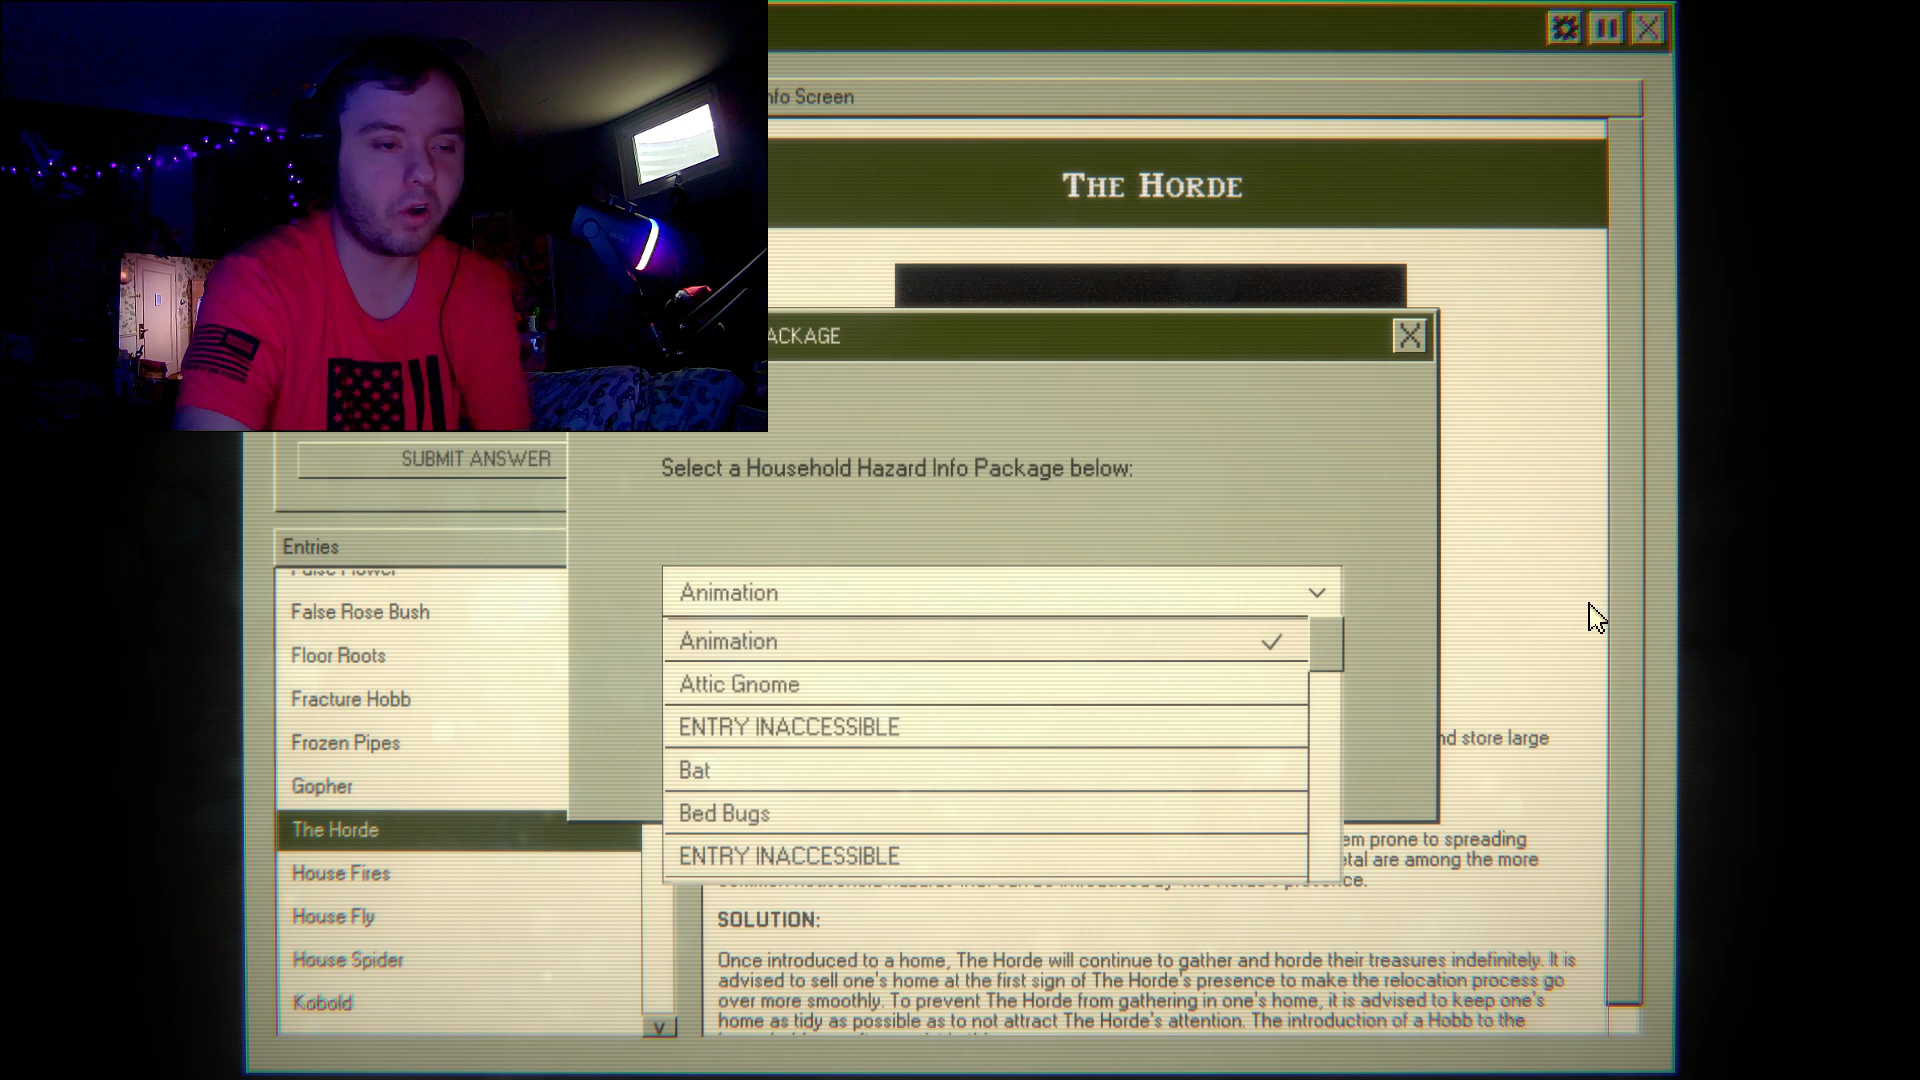 nfo Screen
THE HORDE
ACKAGE
SUBMIT ANSWER
Select a Household Hazard Info Package below:
Entries
False Flower
False Rose Bush
Floor Roots
Fracture Hobb
Frozen Pipes
Gopher
The Horde
House Fires
House Fly
House Spider
Kobold
v
Animation
Animation
Attic Gnome
ENTRY INACCESSIBLE
Bat
Bed Bugs
ENTRY INACCESSIBLE
nd store large
em prone to spreading
etal are among the more
SOLUTION:
Once introduced to a home, The Horde will continue to gather and horde their treasures indefinitely. It is
advised to sell one's home at the first sign of The Horde's presence to make the relocation process go
over more smoothly. To prevent The Horde from gathering in one's home, it is advised to keep one's
home as tidy as possible as to not attract The Horde's attention. The introduction of a Hobb to the